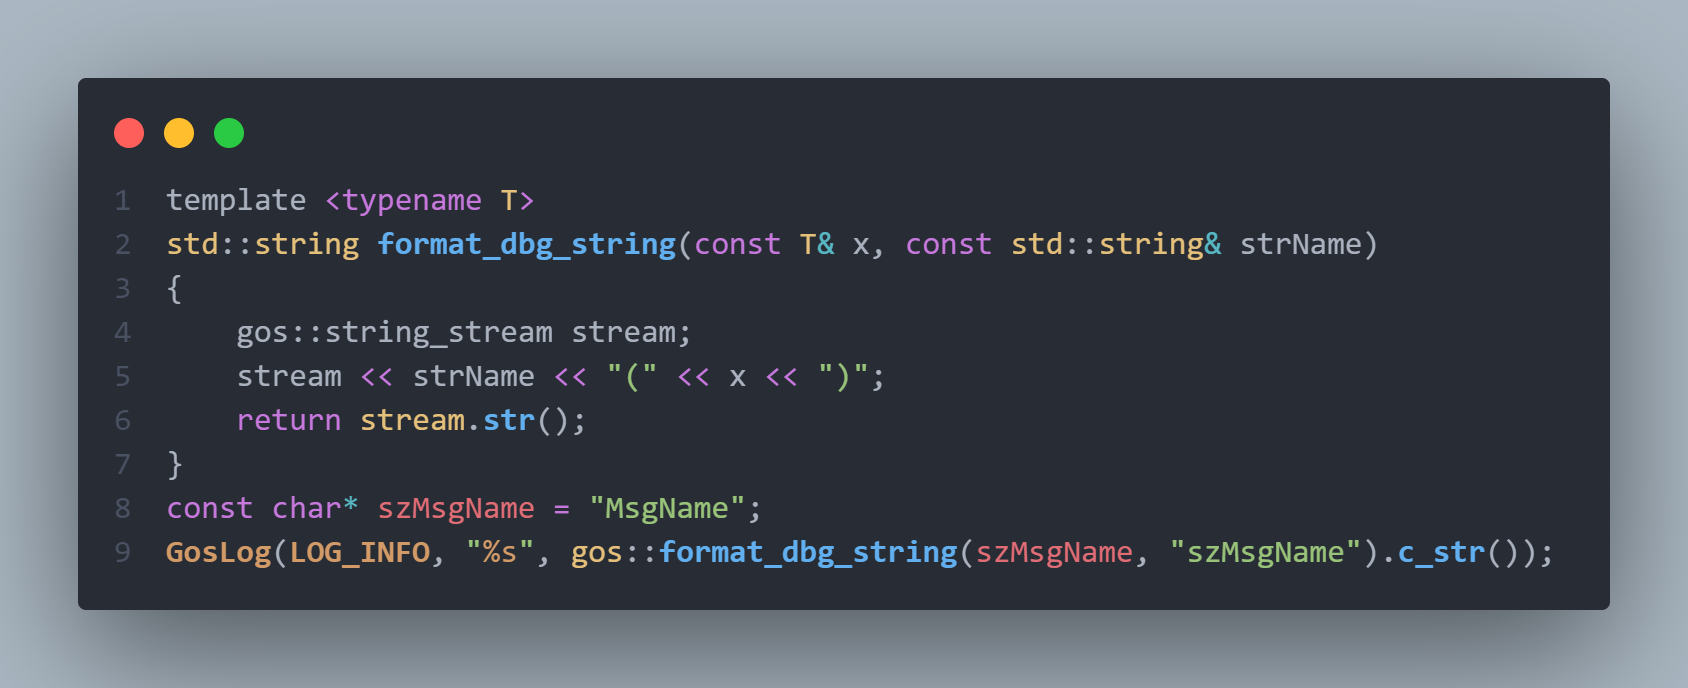 1 template <typename T>
2 std::string format_dbg_string(const T& x, const std::string& strName)
3 {
4     gos::string_stream stream;
5     stream << strName << "(" << x << ")";
6     return stream.str();
7 }
8 const char* szMsgName = "MsgName";
9 GosLog(LOG_INFO, "%s", gos::format_dbg_string(szMsgName, "szMsgName").c_str());